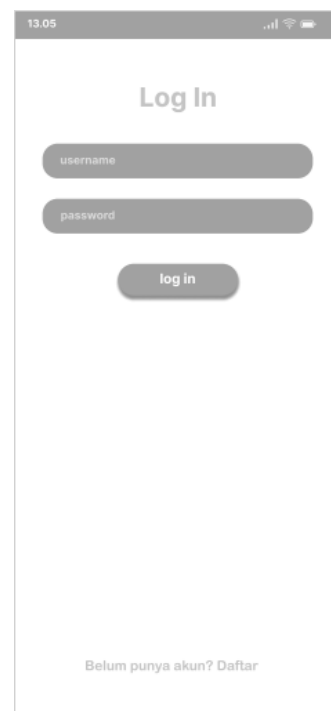 13.05
Log In
username
password
log in
Belum punya akun? Daftar